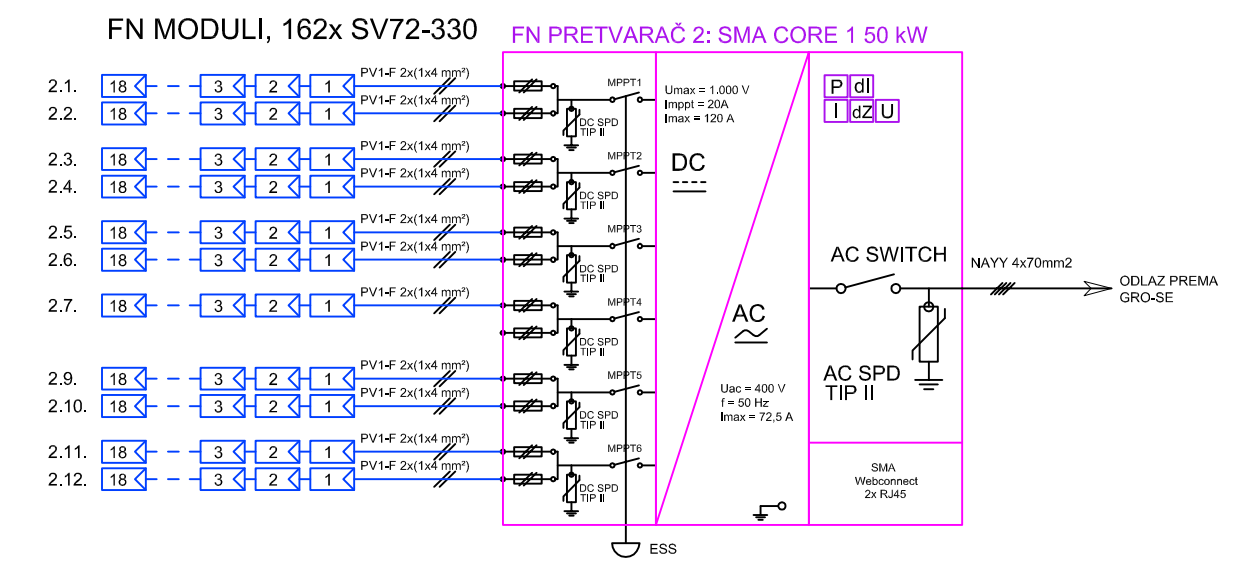 FN MODULI, 162x SV72-330
FN PRETVARAČ 2: SMA CORE 1 50 kW
2.1. 18 3 2 1 PV1-F 2x(1x4 mm²)
2.2. 18 3 2 1 PV1-F 2x(1x4 mm²)
MPPT1
DC SPD
TIP II
2.3. 18 3 2 1 PV1-F 2x(1x4 mm²)
2.4. 18 3 2 1 PV1-F 2x(1x4 mm²)
MPPT2
DC SPD
TIP II
2.5. 18 3 2 1 PV1-F 2x(1x4 mm²)
2.6. 18 3 2 1 PV1-F 2x(1x4 mm²)
MPPT3
DC SPD
TIP II
2.7. 18 3 2 1 PV1-F 2x(1x4 mm²)
MPPT4
DC SPD
TIP II
2.9. 18 3 2 1 PV1-F 2x(1x4 mm²)
2.10. 18 3 2 1 PV1-F 2x(1x4 mm²)
MPPT5
DC SPD
TIP II
2.11. 18 3 2 1 PV1-F 2x(1x4 mm²)
2.12. 18 3 2 1 PV1-F 2x(1x4 mm²)
MPPT6
DC SPD
TIP II
ESS
Umax = 1.000 V
Imppt = 20A
Imax = 120 A
DC
AC
Uac = 400 V
f = 50 Hz
Imax = 72,5 A
P dI
I dZ U
AC SWITCH
AC SPD
TIP II
SMA
Webconnect
2x RJ45
NAYY 4x70mm2
ODLAZ PREMA
GRO-SE